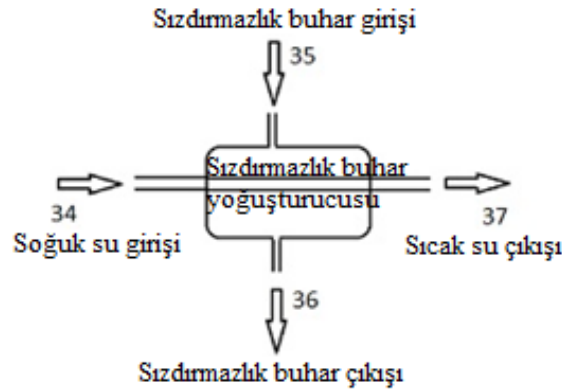 Sızdırmazlık buhar girişi
35
Sızdırmazlık buhar
yoğuşturucusu
34
Soğuk su girişi
37
Sıcak su çıkışı
36
Sızdırmazlık buhar çıkışı